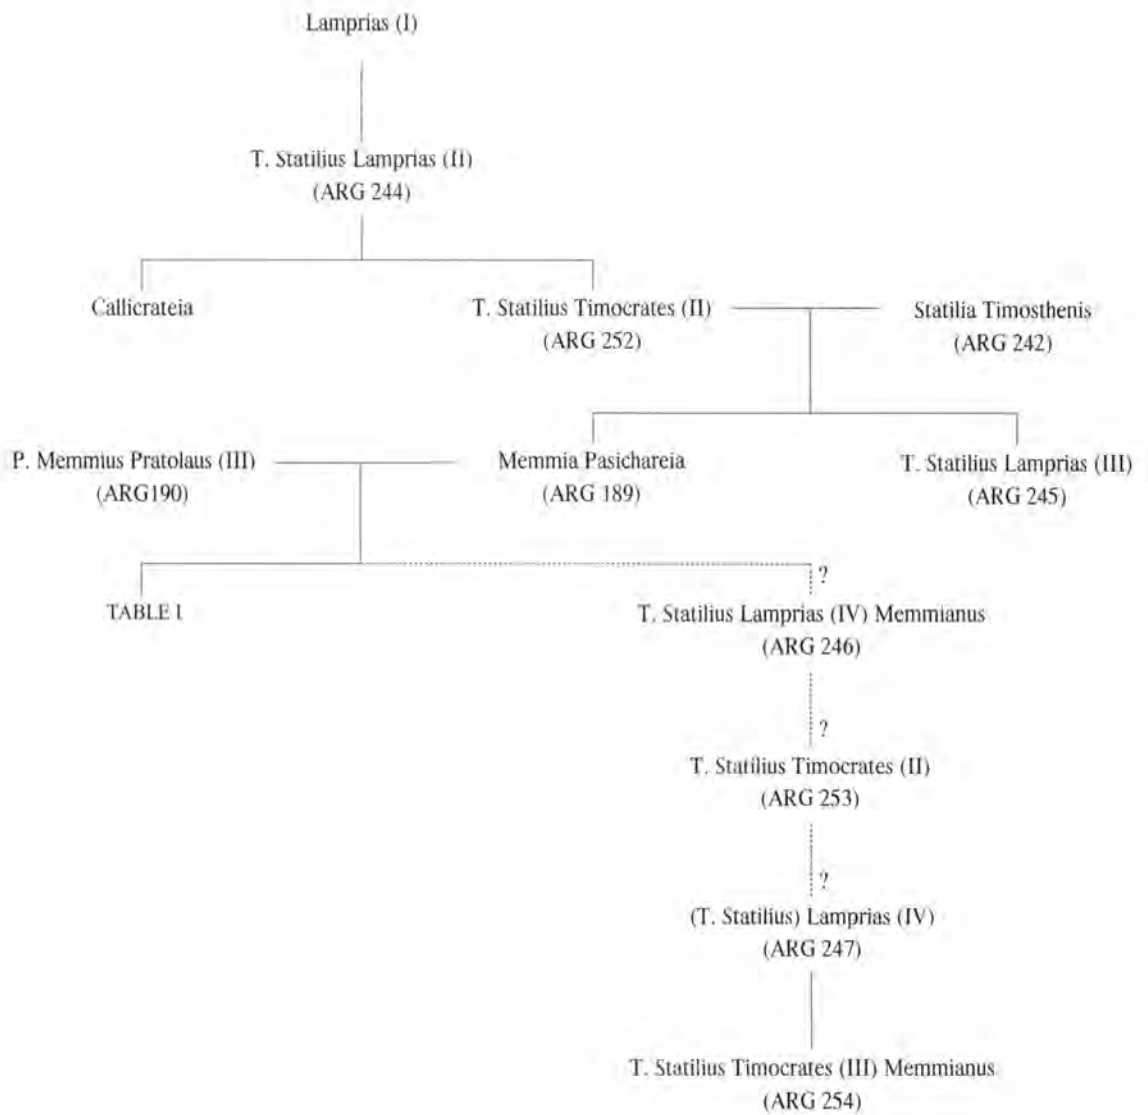 Lamprias (I)
T. Statilius Lamprias (II)
(ARG 244)
Callicrateia
T. Statilius Timocrates (II)
(ARG 252)
Statilia Timosthenis
(ARG 242)
P. Memmius Pratolaus (III)
(ARG190)
Memmia Pasichareia
(ARG 189)
T. Statilius Lamprias (III)
(ARG 245)
TABLE I
?
T. Statilius Lamprias (IV) Memmianus
(ARG 246)
?
T. Statilius Timocrates (II)
(ARG 253)
?
(T. Statilius) Lamprias (IV)
(ARG 247)
T. Statilius Timocrates (III) Memmianus
(ARG 254)